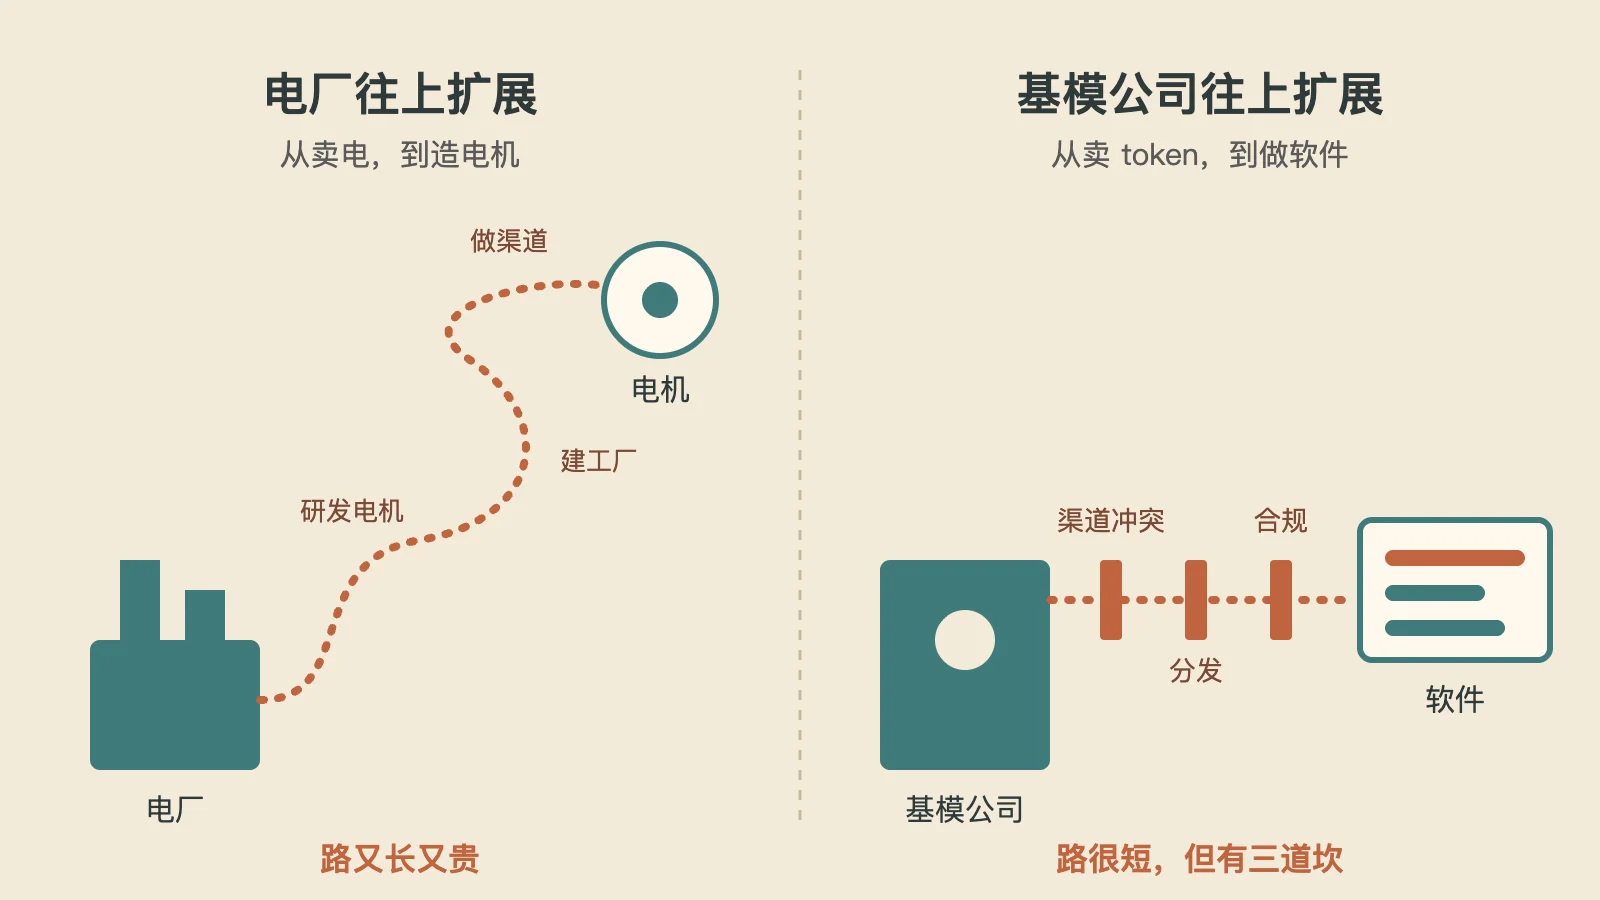 电厂往上扩展
从卖电，到造电机
做渠道
电机
建工厂
研发电机
电厂
路又长又贵
基模公司往上扩展
从卖 token，到做软件
渠道冲突
合规
分发
软件
基模公司
路很短，但有三道坎